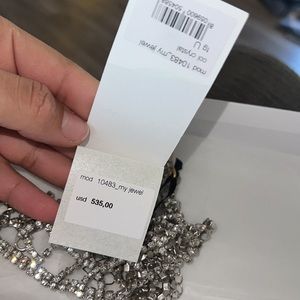 mod 10483_my jewel
col crystal
tg U
mod 10483_my jewel
usd 535,00